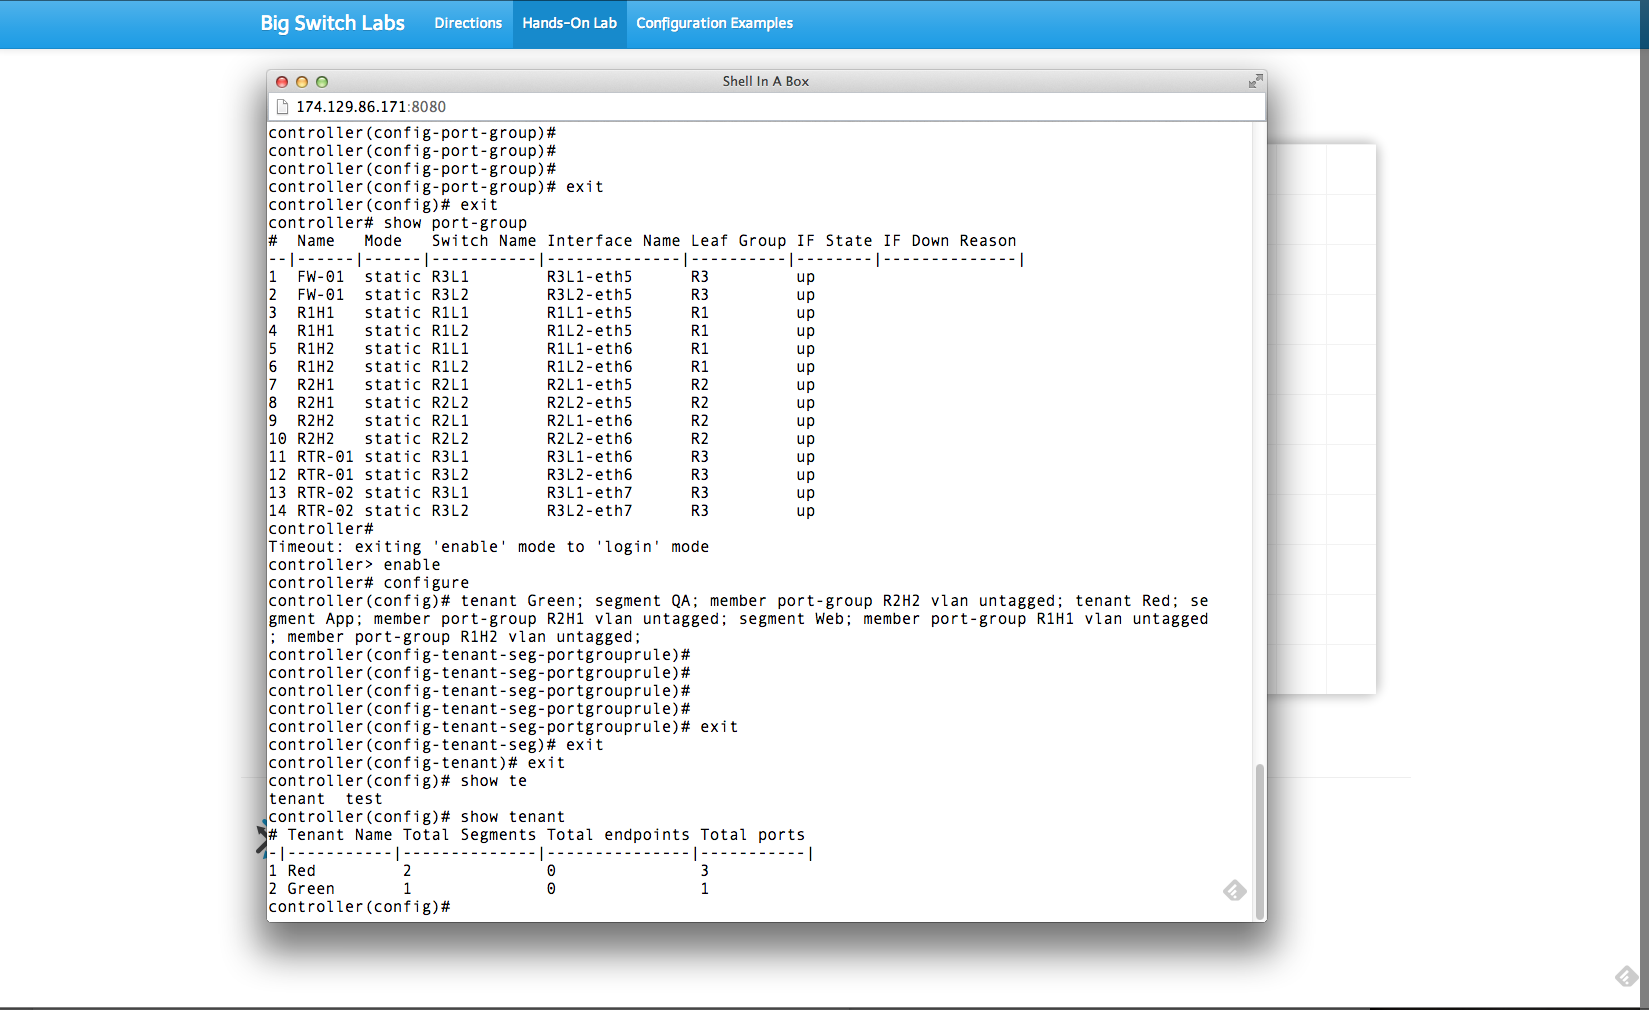 Big Switch Labs Directions Hands-On Lab Configuration Examples
Shell In A Box
174.129.86.171:8080
controller(config-port-group)#
controller(config-port-group)#
controller(config-port-group)#
controller(config-port-group)# exit
controller(config)# exit
controller# show port-group
#  Name   Mode    Switch Name Interface Name Leaf Group IF State IF Down Reason
--|------|------|-----------|--------------|----------|--------|--------------|
1  FW-01  static R3L1        R3L1-eth5      R3         up
2  FW-01  static R3L2        R3L2-eth5      R3         up
3  R1H1   static R1L1        R1L1-eth5      R1         up
4  R1H1   static R1L2        R1L2-eth5      R1         up
5  R1H2   static R1L1        R1L1-eth6      R1         up
6  R1H2   static R1L2        R1L2-eth6      R1         up
7  R2H1   static R2L1        R2L1-eth5      R2         up
8  R2H1   static R2L2        R2L2-eth5      R2         up
9  R2H2   static R2L1        R2L1-eth6      R2         up
10 R2H2   static R2L2        R2L2-eth6      R2         up
11 RTR-01 static R3L1        R3L1-eth6      R3         up
12 RTR-01 static R3L2        R3L2-eth6      R3         up
13 RTR-02 static R3L1        R3L1-eth7      R3         up
14 RTR-02 static R3L2        R3L2-eth7      R3         up
controller#
Timeout: exiting 'enable' mode to 'login' mode
controller> enable
controller# configure
controller(config)# tenant Green; segment QA; member port-group R2H2 vlan untagged; tenant Red; se
gment App; member port-group R2H1 vlan untagged; segment Web; member port-group R1H1 vlan untagged
; member port-group R1H2 vlan untagged;
controller(config-tenant-seg-portgrouprule)#
controller(config-tenant-seg-portgrouprule)#
controller(config-tenant-seg-portgrouprule)#
controller(config-tenant-seg-portgrouprule)#
controller(config-tenant-seg-portgrouprule)# exit
controller(config-tenant-seg)# exit
controller(config-tenant)# exit
controller(config)# show te
tenant  test
controller(config)# show tenant
# Tenant Name Total Segments Total endpoints Total ports
-|-----------|--------------|---------------|-----------|
1 Red         2              0               3
2 Green       1              0               1
controller(config)#